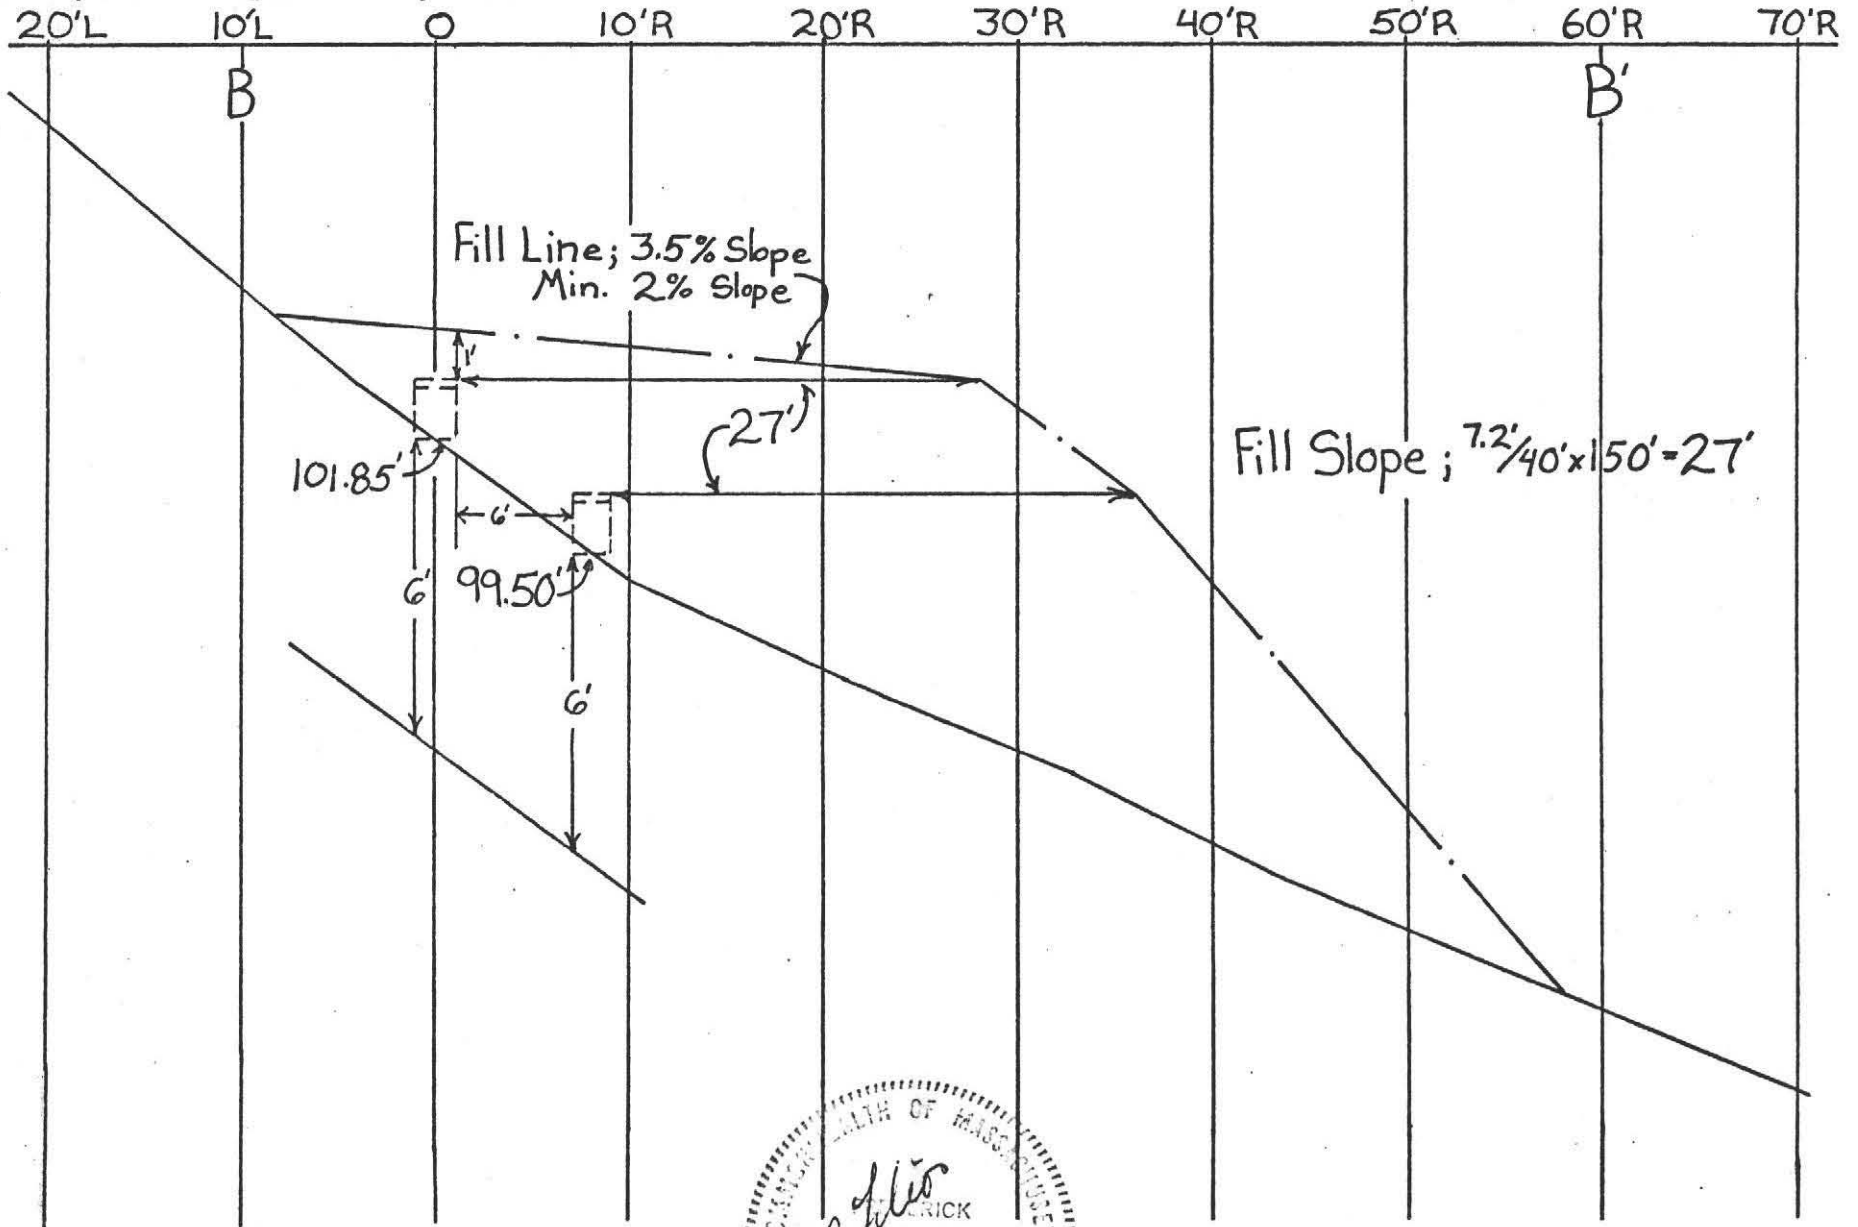 20'L 10'L 0 10'R 20'R 30'R 40'R 50'R 60'R 70'R
B B'
Fill Line; 3.5% Slope
Min. 2% Slope
1'
27'
Fill Slope; 7.2'/40'x150'=27'
101.85'
6'
6' 99.50'
6'
OF MASSACHUSE
RICK